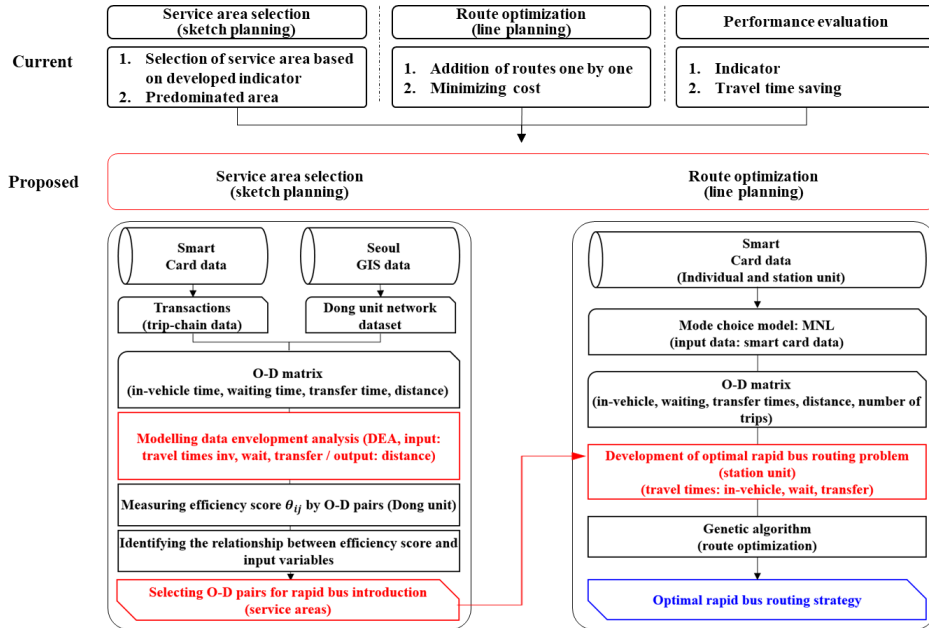 Service area selection
(sketch planning)
Route optimization
(line planning)
Performance evaluation
Current
1. Selection of service area based
on developed indicator
2. Predominated area
1. Addition of routes one by one
2. Minimizing cost
1. Indicator
2. Travel time saving
Proposed
Service area selection
(sketch planning)
Route optimization
(line planning)
Smart
Card data
Seoul
GIS data
Transactions
(trip-chain data)
Dong unit network
dataset
O-D matrix
(in-vehicle time, waiting time, transfer time, distance)
Modelling data envelopment analysis (DEA, input:
travel times inv, wait, transfer / output: distance)
Measuring efficiency score θij by O-D pairs (Dong unit)
Identifying the relationship between efficiency score and
input variables
Selecting O-D pairs for rapid bus introduction
(service areas)
Smart
Card data
(Individual and station unit)
Mode choice model: MNL
(input data: smart card data)
O-D matrix
(in-vehicle, waiting, transfer times, distance, number of
trips)
Development of optimal rapid bus routing problem
(station unit)
(travel times: in-vehicle, wait, transfer)
Genetic algorithm
(route optimization)
Optimal rapid bus routing strategy